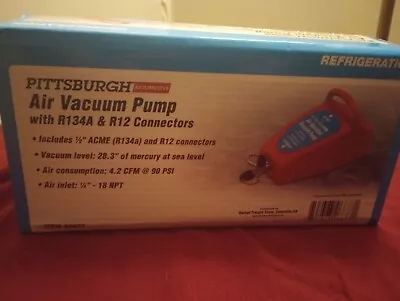 REFRIGERATI
PITTSBURGH AUTOMOTIVE
Air Vacuum Pump
with R134A & R12 Connectors
• Includes ½" ACME (R134a) and R12 connectors
• Vacuum level: 28.3" of mercury at sea level
• Air consumption: 4.2 CFM @ 90 PSI
• Air inlet: ¼" - 18 NPT